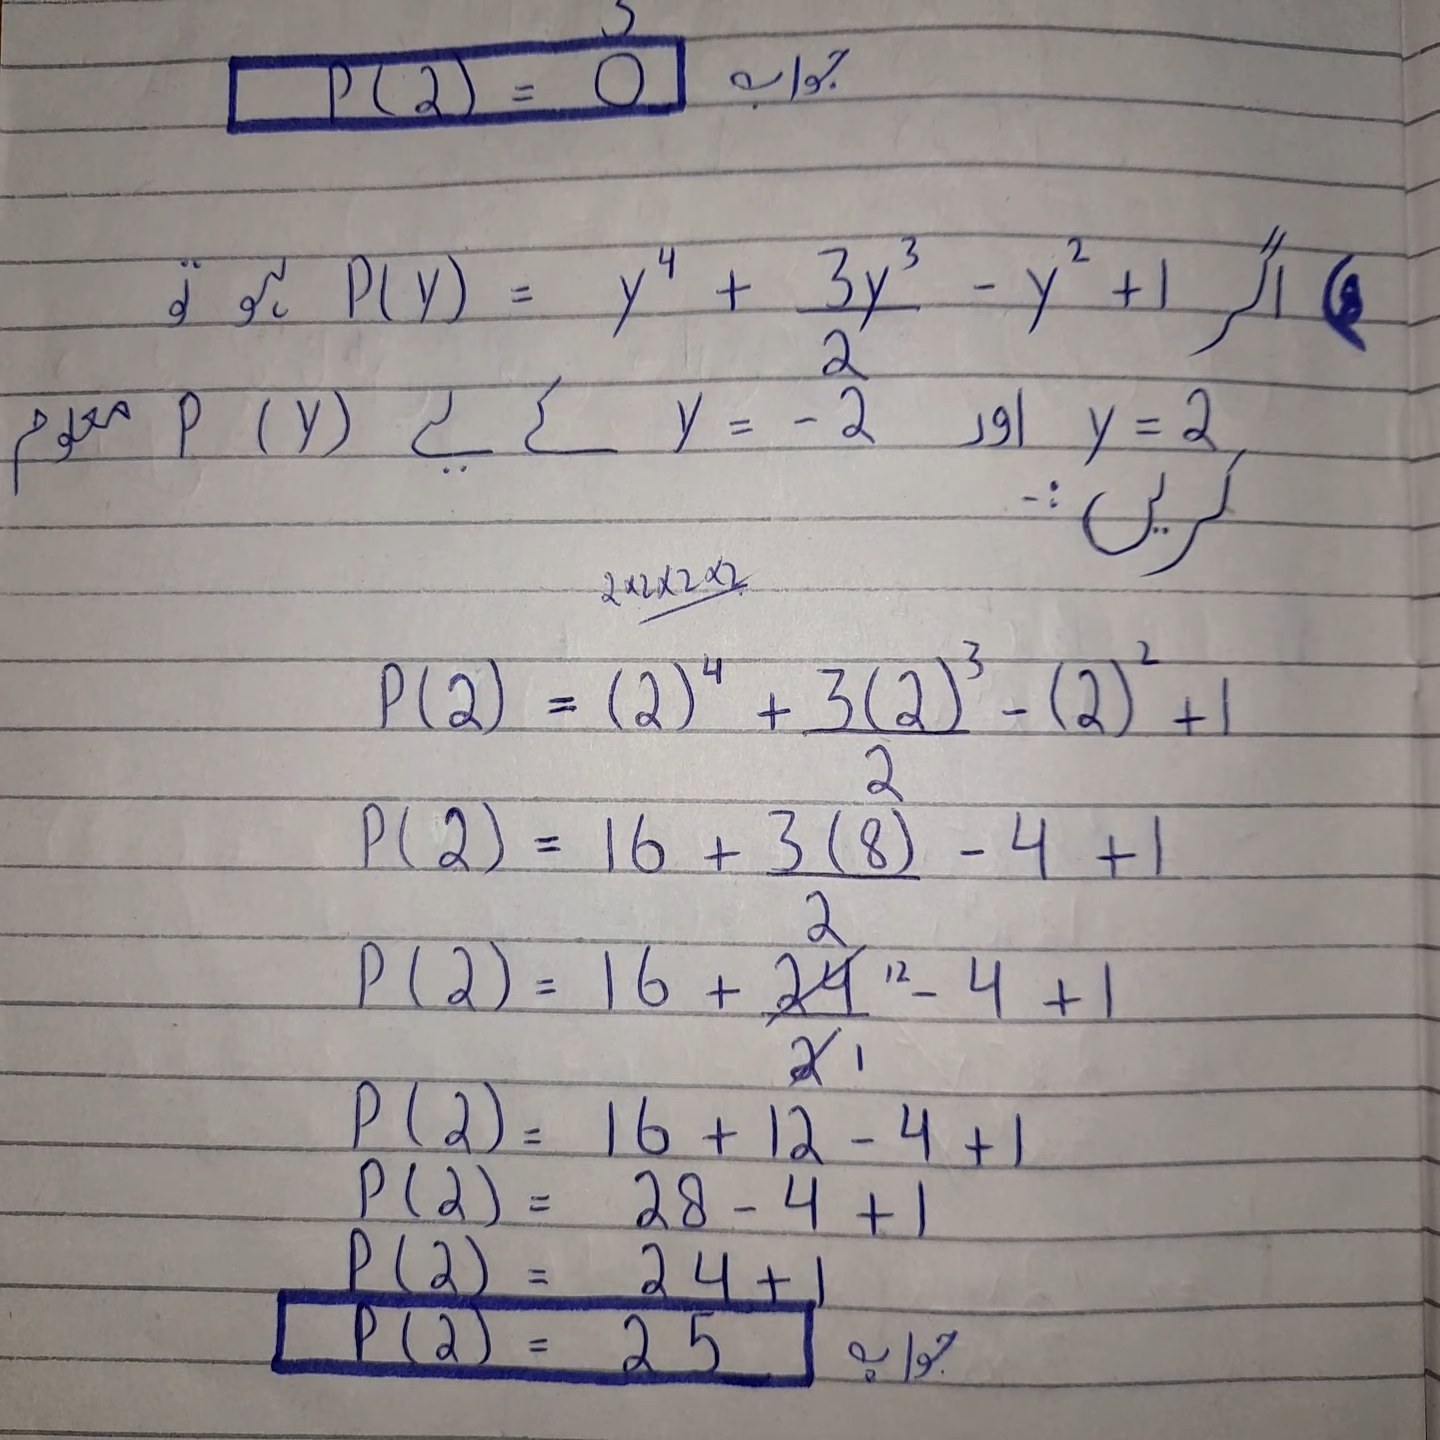 P(2) = 0 جواب
اگر P(y) = y⁴ + 3y³/2 - y² + 1 ہو تو
y = 2 اور y = -2 کے لیے P (y) معلوم
کریں :-
2×2×2×2
P(2) = (2)⁴ + 3(2)³/2 - (2)² + 1
P(2) = 16 + 3(8)/2 - 4 + 1
P(2) = 16 + 24/2 12 1 - 4 + 1
P(2) = 16 + 12 - 4 + 1
P(2) = 28 - 4 + 1
P(2) = 24 + 1
P(2) = 25 جواب